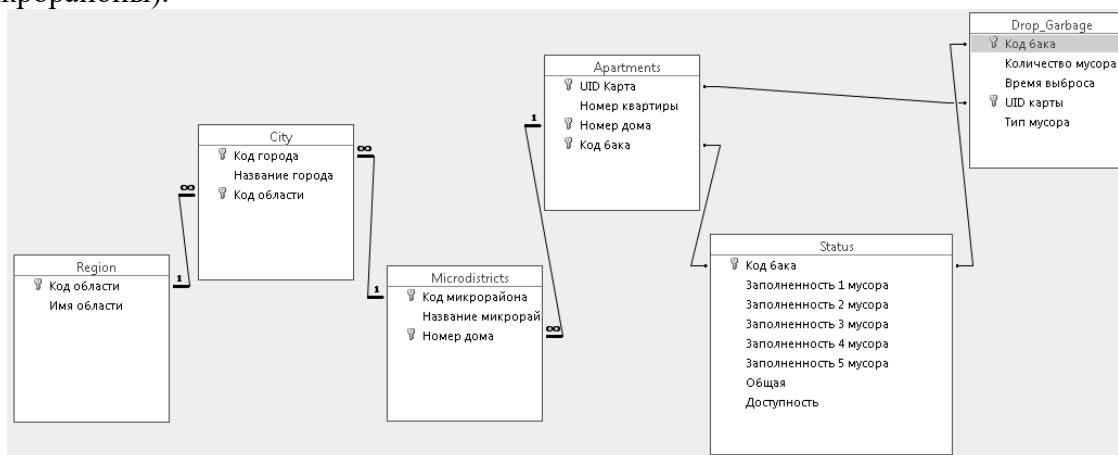 крорайоны).
Drop_Garbage
Код бака
Количество мусора
Время выброса
UID карты
Тип мусора
Apartments
UID Карта
Номер квартиры
Номер дома
Код бака
1
City
Код города
Название города
Код области
∞
∞
Region
Код области
Имя области
1
Microdistricts
Код микрорайона
Название микрорай
Номер дома
1
∞
Status
Код бака
Заполненность 1 мусора
Заполненность 2 мусора
Заполненность 3 мусора
Заполненность 4 мусора
Заполненность 5 мусора
Общая
Доступность